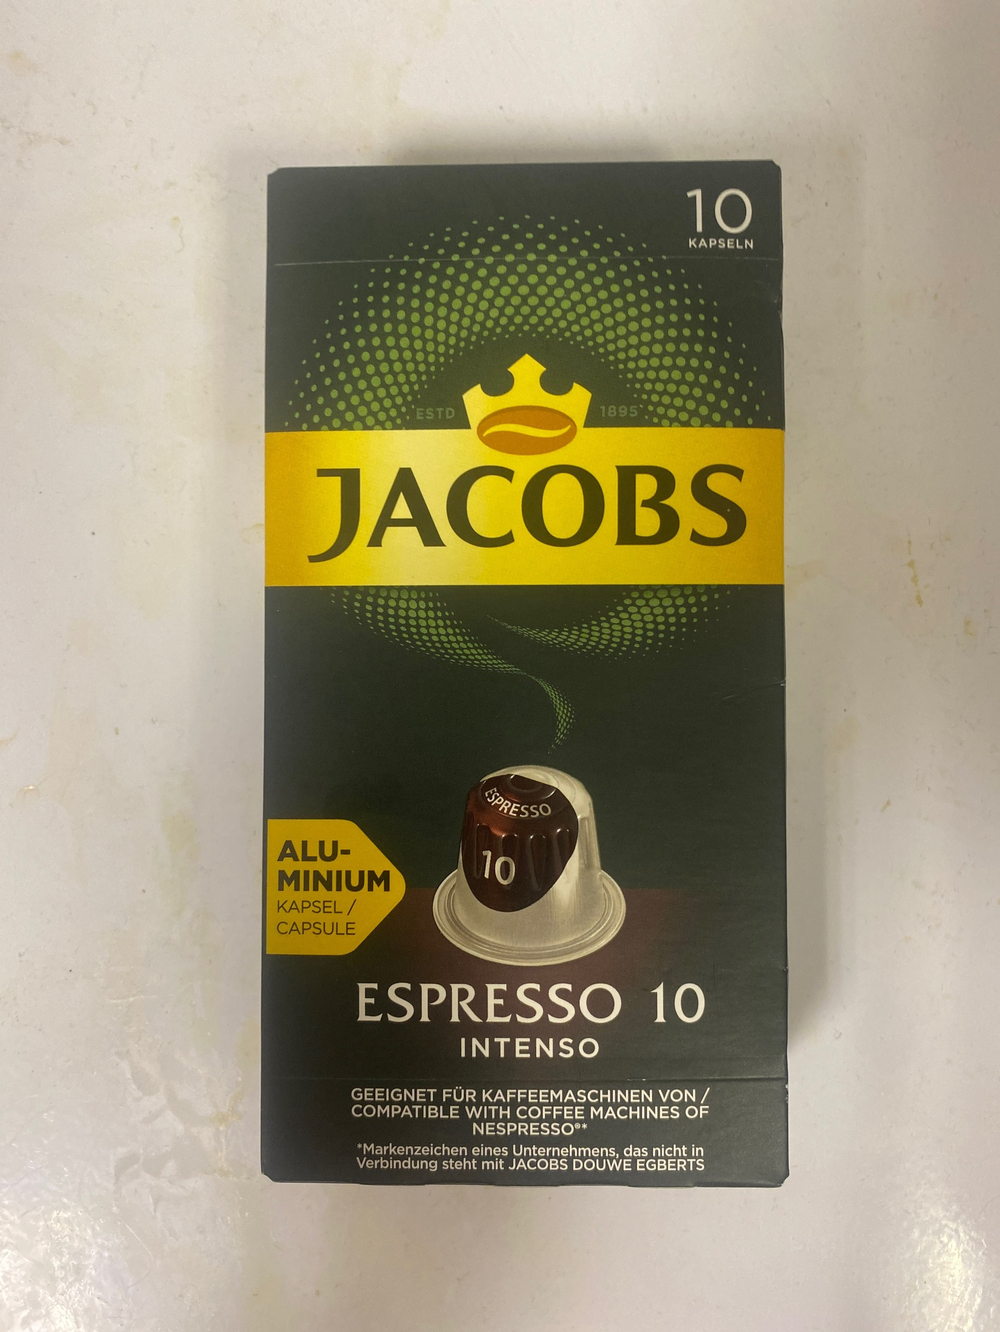 10
KAPSELN
ESTD 1895
JACOBS
ESPRESSO
10
ALU-
MINIUM
KAPSEL /
CAPSULE
ESPRESSO 10
INTENSO
GEEIGNET FÜR KAFFEEMASCHINEN VON /
COMPATIBLE WITH COFFEE MACHINES OF
NESPRESSO®*
*Markenzeichen eines Unternehmens, das nicht in
Verbindung steht mit JACOBS DOUWE EGBERTS